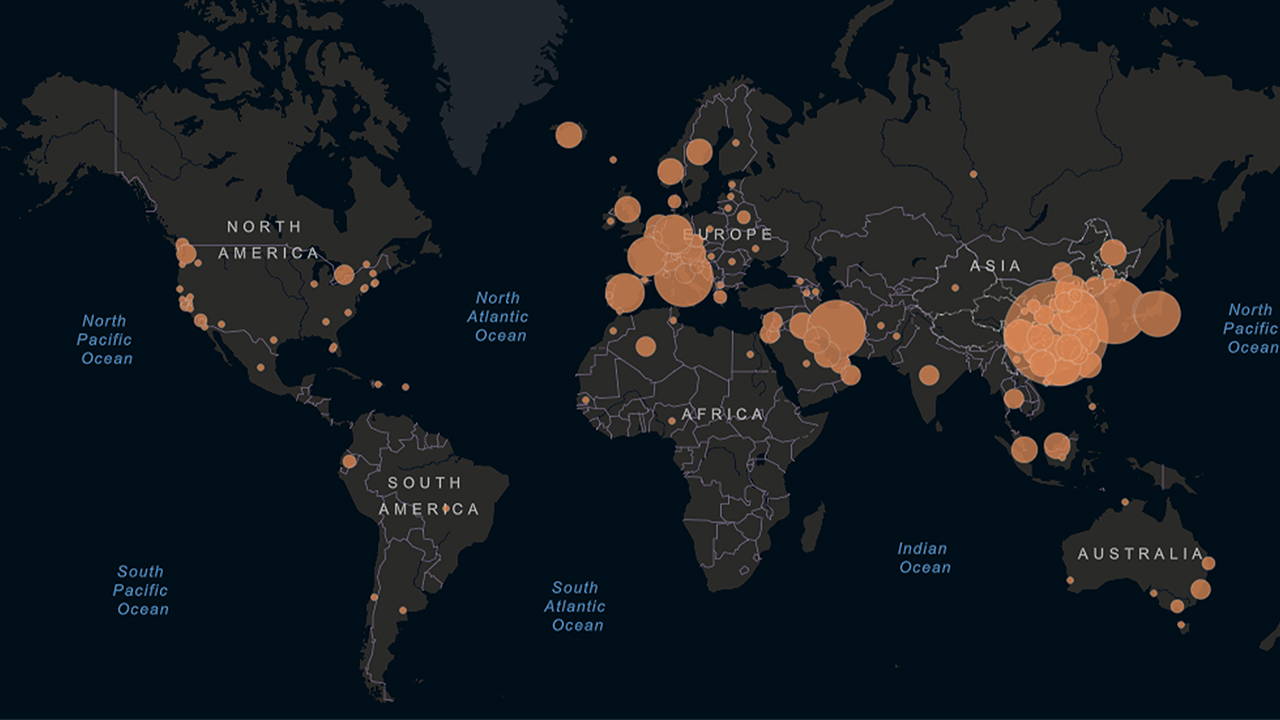 NORTH
AMERICA
EUROPE
ASIA
North
Pacific
Ocean
North
Atlantic
Ocean
North
Pacific
Ocean
AFRICA
SOUTH
AMERICA
AUSTRALIA
Indian
Ocean
South
Pacific
Ocean
South
Atlantic
Ocean